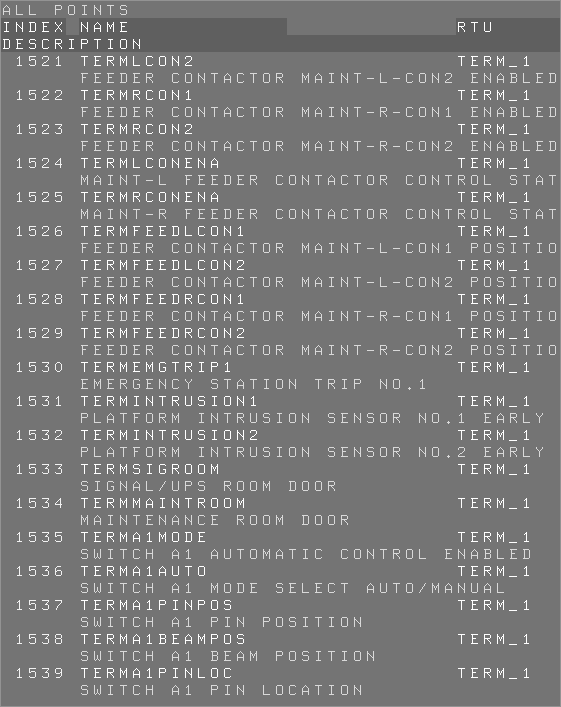 ALL POINTS
INDEX NAME RTU
DESCRIPTION
1521 TERMLCON2 TERM_1
FEEDER CONTACTOR MAINT-L-CON2 ENABLED
1522 TERMRCON1 TERM_1
FEEDER CONTACTOR MAINT-R-CON1 ENABLED
1523 TERMRCON2 TERM_1
FEEDER CONTACTOR MAINT-R-CON2 ENABLED
1524 TERMLCONENA TERM_1
MAINT-L FEEDER CONTACTOR CONTROL STAT
1525 TERMRCONENA TERM_1
MAINT-R FEEDER CONTACTOR CONTROL STAT
1526 TERMFEEDLCON1 TERM_1
FEEDER CONTACTOR MAINT-L-CON1 POSITIO
1527 TERMFEEDLCON2 TERM_1
FEEDER CONTACTOR MAINT-L-CON2 POSITIO
1528 TERMFEEDRCON1 TERM_1
FEEDER CONTACTOR MAINT-R-CON1 POSITIO
1529 TERMFEEDRCON2 TERM_1
FEEDER CONTACTOR MAINT-R-CON2 POSITIO
1530 TERMEMGTRIP1 TERM_1
EMERGENCY STATION TRIP NO.1
1531 TERMINTRUSION1 TERM_1
PLATFORM INTRUSION SENSOR NO.1 EARLY
1532 TERMINTRUSION2 TERM_1
PLATFORM INTRUSION SENSOR NO.2 EARLY
1533 TERMSIGROOM TERM_1
SIGNAL/UPS ROOM DOOR
1534 TERMMAINTROOM TERM_1
MAINTENANCE ROOM DOOR
1535 TERMA1MODE TERM_1
SWITCH A1 AUTOMATIC CONTROL ENABLED
1536 TERMA1AUTO TERM_1
SWITCH A1 MODE SELECT AUTO/MANUAL
1537 TERMA1PINPOS TERM_1
SWITCH A1 PIN POSITION
1538 TERMA1BEAMPOS TERM_1
SWITCH A1 BEAM POSITION
1539 TERMA1PINLOC TERM_1
SWITCH A1 PIN LOCATION